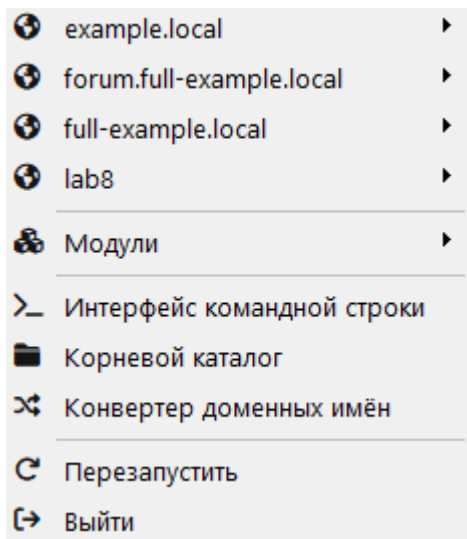 example.local
forum.full-example.local
full-example.local
lab8
Модули
Интерфейс командной строки
Корневой каталог
Конвертер доменных имён
Перезапустить
Выйти